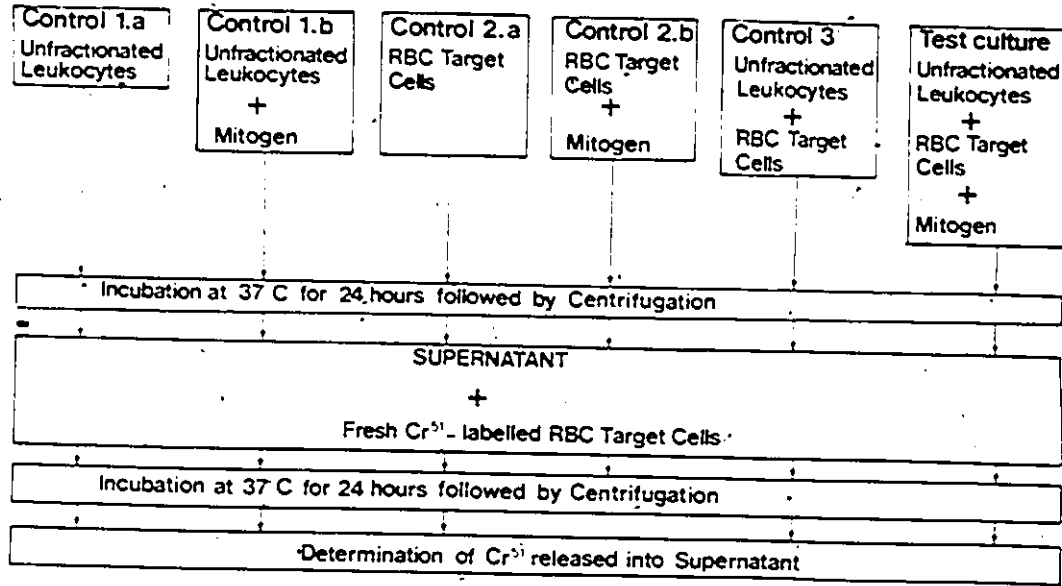 Control 1.a
Unfractionated
Leukocytes
Control 1.b
Unfractionated
Leukocytes
+
Mitogen
Control 2.a
RBC Target
Cells
Control 2.b
RBC Target
Cells
+
Mitogen
Control 3
Unfractionated
Leukocytes
+
RBC Target
Cells
Test culture
Unfractionated
Leukocytes
+
RBC Target
Cells
+
Mitogen
Incubation at 37 C for 24 hours followed by Centrifugation
SUPERNATANT
+
Fresh Cr⁵¹- labelled RBC Target Cells
Incubation at 37 C for 24 hours followed by Centrifugation
Determination of Cr⁵¹ released into Supernatant